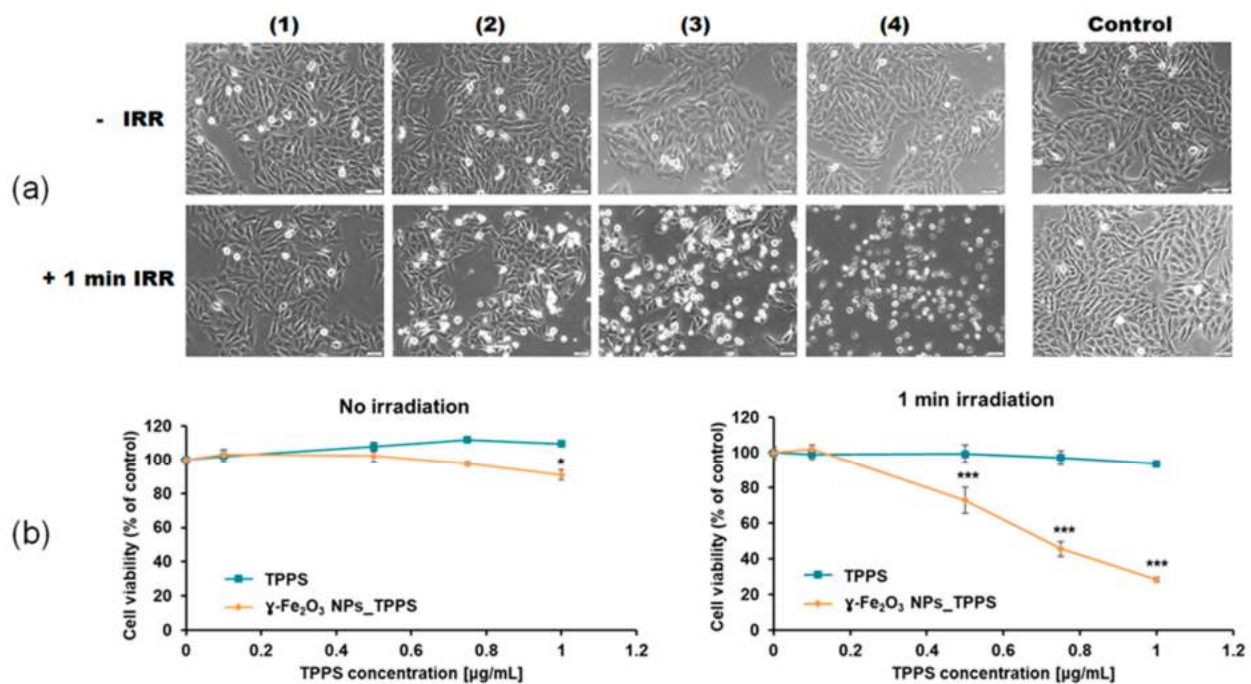 (1) (2) (3) (4) Control
- IRR
(a)
+ 1 min IRR
No irradiation
120
100
80
60
40
20
0
Cell viability (% of control)
*
TPPS
γ-Fe₂O₃ NPs_TPPS
0 0.2 0.4 0.6 0.8 1 1.2
TPPS concentration [µg/mL]
(b)
1 min irradiation
120
100
80
60
40
20
0
Cell viability (% of control)
***
***
***
TPPS
γ-Fe₂O₃ NPs_TPPS
0 0.2 0.4 0.6 0.8 1 1.2
TPPS concentration [µg/mL]